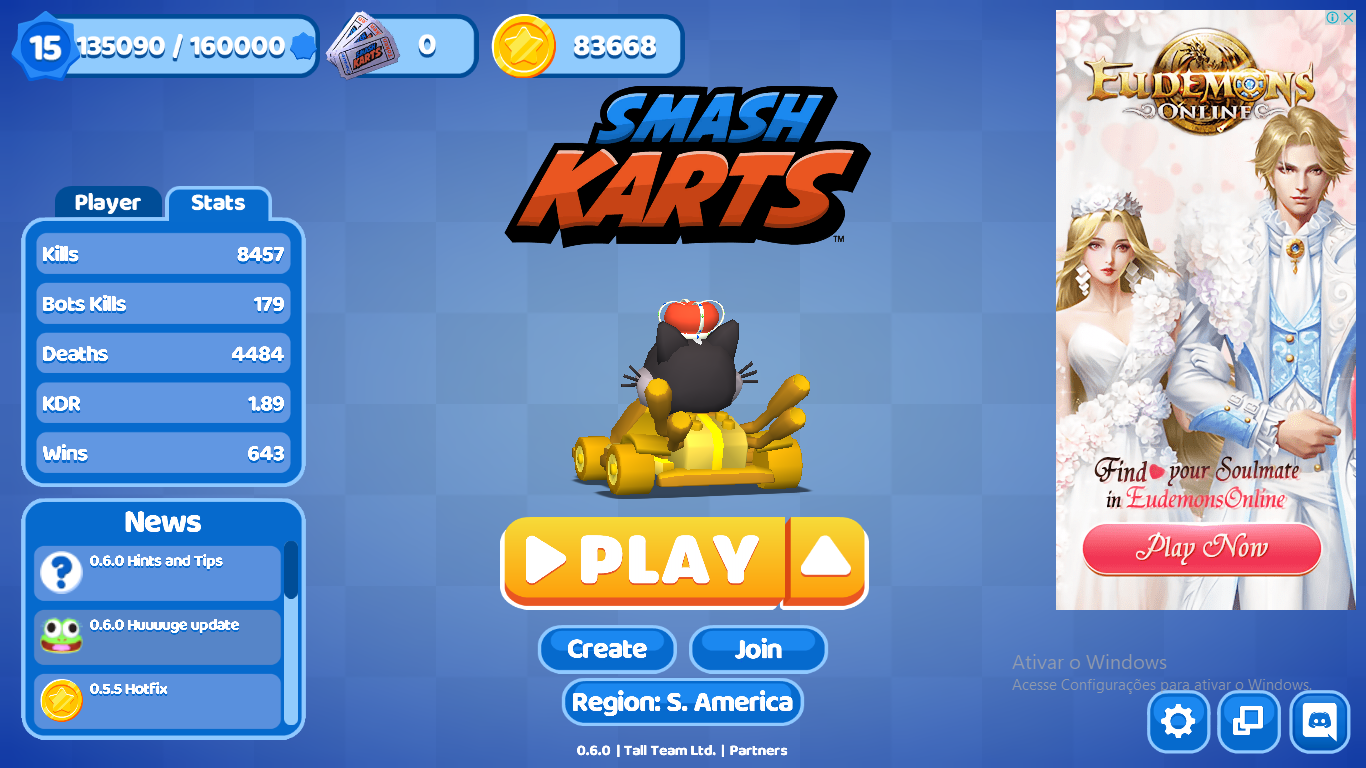 15
135090 / 160000
SMASH KARTS
0
83668
SMASH
KARTS
TM
Player
Stats
Kills 8457
Bots Kills 179
Deaths 4484
KDR 1.89
Wins 643
News
0.6.0 Hints and Tips
0.6.0 Huuuuge update
0.5.5 Hotfix
PLAY
Create
Join
Region: S. America
0.6.0 | Tall Team Ltd. | Partners
EUDEMONS
ONLINE
Find your Soulmate
in EudemonsOnline
Play Now
Ativar o Windows
Acesse Configurações para ativar o Windows.